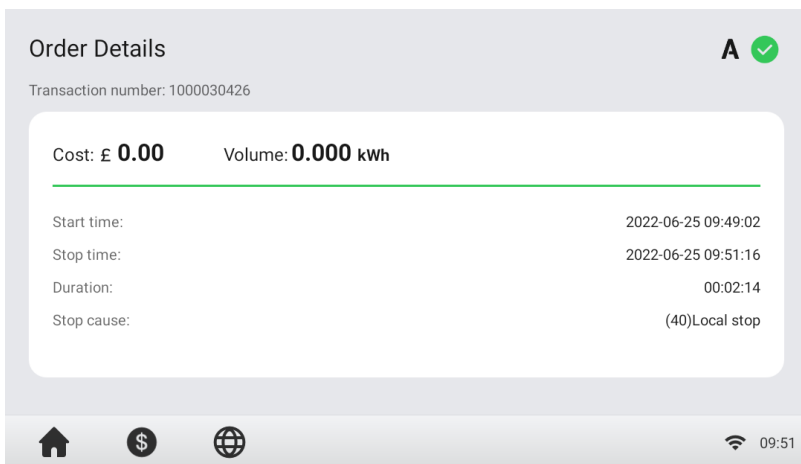 Order Details
A
Transaction number: 1000030426
Cost: £ 0.00 Volume: 0.000 kWh
Start time: 2022-06-25 09:49:02
Stop time: 2022-06-25 09:51:16
Duration: 00:02:14
Stop cause: (40)Local stop
$
09:51